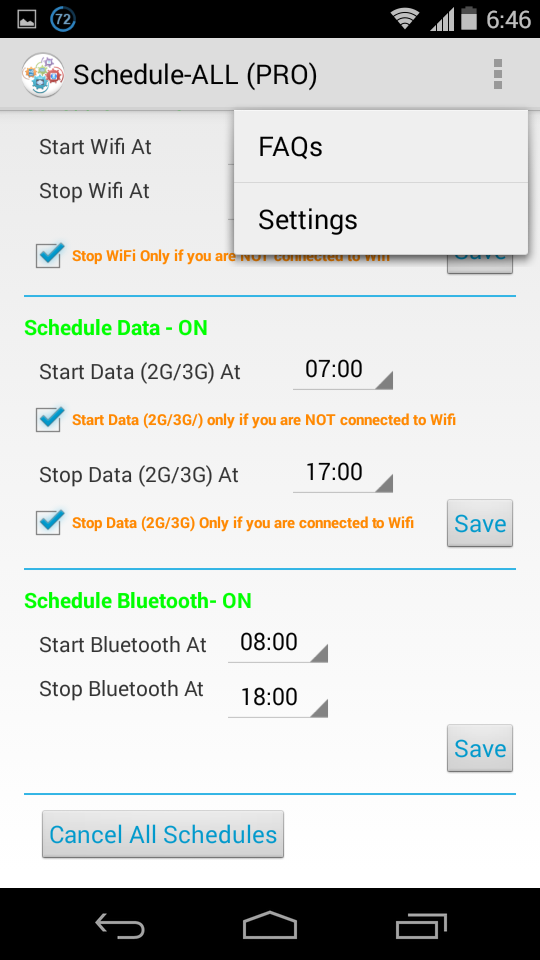 72 6:46
Schedule-ALL (PRO)
FAQs
Settings
Start Wifi At
Stop Wifi At
Stop WiFi Only if you are NOT connected to Wifi
Save
Schedule Data - ON
Start Data (2G/3G) At 07:00
Start Data (2G/3G/) only if you are NOT connected to Wifi
Stop Data (2G/3G) At 17:00
Stop Data (2G/3G) Only if you are connected to Wifi
Save
Schedule Bluetooth- ON
Start Bluetooth At 08:00
Stop Bluetooth At 18:00
Save
Cancel All Schedules